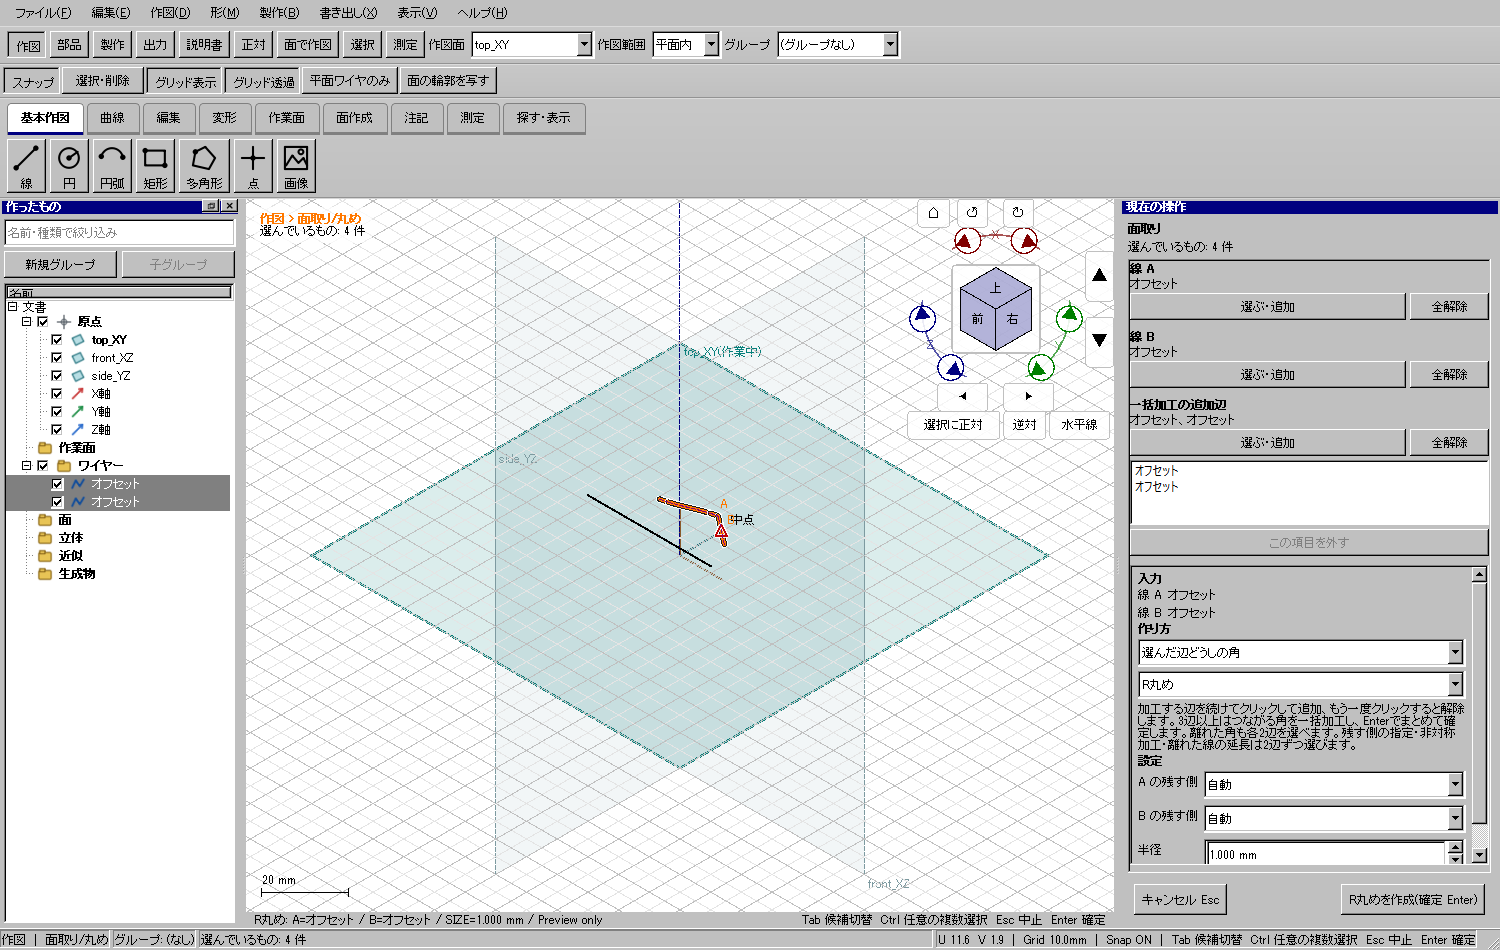 ファイル(F) 編集(E) 作図(D) 形(M) 製作(B) 書き出し(X) 表示(V) ヘルプ(H)
作図 部品 製作 出力 説明書 正対 面で作図 選択 測定 作図面 top_XY 作図範囲 平面内 グループ (グループなし)
スナップ 選択・削除 グリッド表示 グリッド透過 平面ワイヤのみ 面の輪郭を写す
基本作図 曲線 編集 変形 作業面 面作成 注記 測定 探す・表示
線 円 円弧 矩形 多角形 点 画像
作ったもの
名前・種類で絞り込み
新規グループ 子グループ
名前
文書
原点
top_XY
front_XZ
side_YZ
X軸
Y軸
Z軸
作業面
ワイヤー
オフセット
オフセット
面
立体
近似
生成物
作図 > 面取り/丸め
選んでいるもの: 4 件
X
上
前 右
Z
Y
選択に正対 逆対 水平線
top_XY(作業中)
side_YZ
A
中点
front_XZ
20 mm
R丸め: A=オフセット / B=オフセット / SIZE=1.000 mm / Preview only
Tab 候補切替 Ctrl 任意の複数選択 Esc 中止 Enter 確定
現在の操作
面取り
選んでいるもの: 4 件
線 A
オフセット
選ぶ・追加 全解除
線 B
オフセット
選ぶ・追加 全解除
一括加工の追加辺
オフセット、オフセット
選ぶ・追加 全解除
オフセット
オフセット
この項目を外す
入力
線 A オフセット
線 B オフセット
作り方
選んだ辺どうしの角
R丸め
加工する辺を続けてクリックして追加、もう一度クリックすると解除
します。3辺以上はつながる角を一括加工し、Enterでまとめて確
定します。離れた角も各2辺を選べます。残す側の指定・非対称
加工・離れた線の延長は2辺ずつ選びます。
設定
A の残す側 自動
B の残す側 自動
半径 1.000 mm
キャンセル Esc R丸めを作成(確定 Enter)
作図 | 面取り/丸め グループ: (なし) 選んでいるもの: 4 件
U 11.6 V 1.9 | Grid 10.0mm | Snap ON | Tab 候補切替 Ctrl 任意の複数選択 Esc 中止 Enter 確定